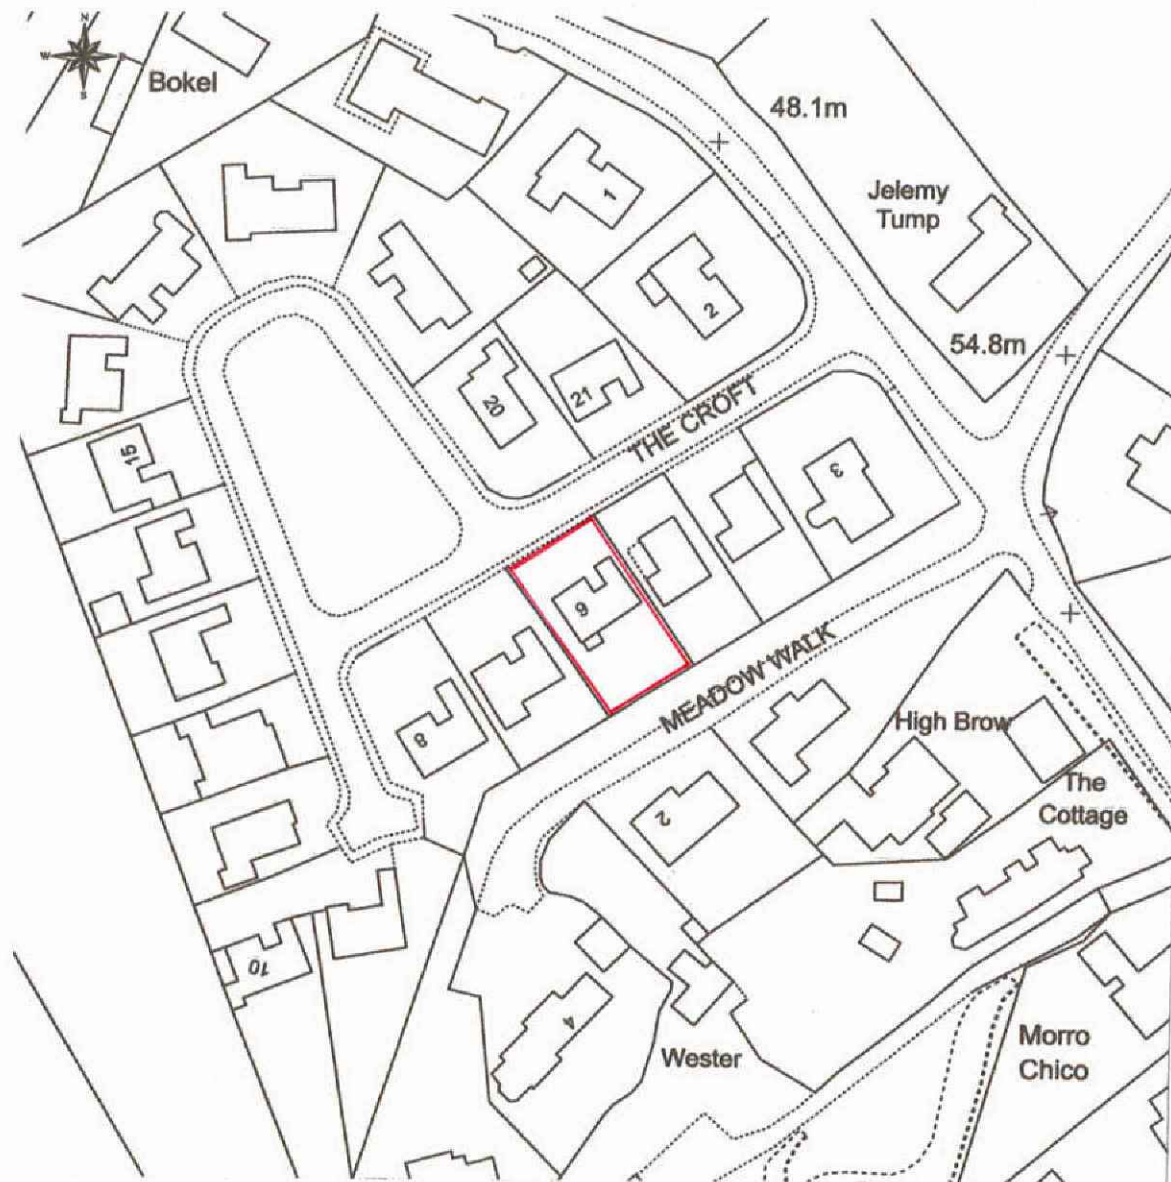 N
W
S
Bokel
48.1m
1
Jelemy
Tump
2
54.8m
20
21
THE CROFT
15
3
6
MEADOW WALK
8
High Brow
2
The
Cottage
10
4
Wester
Morro
Chico